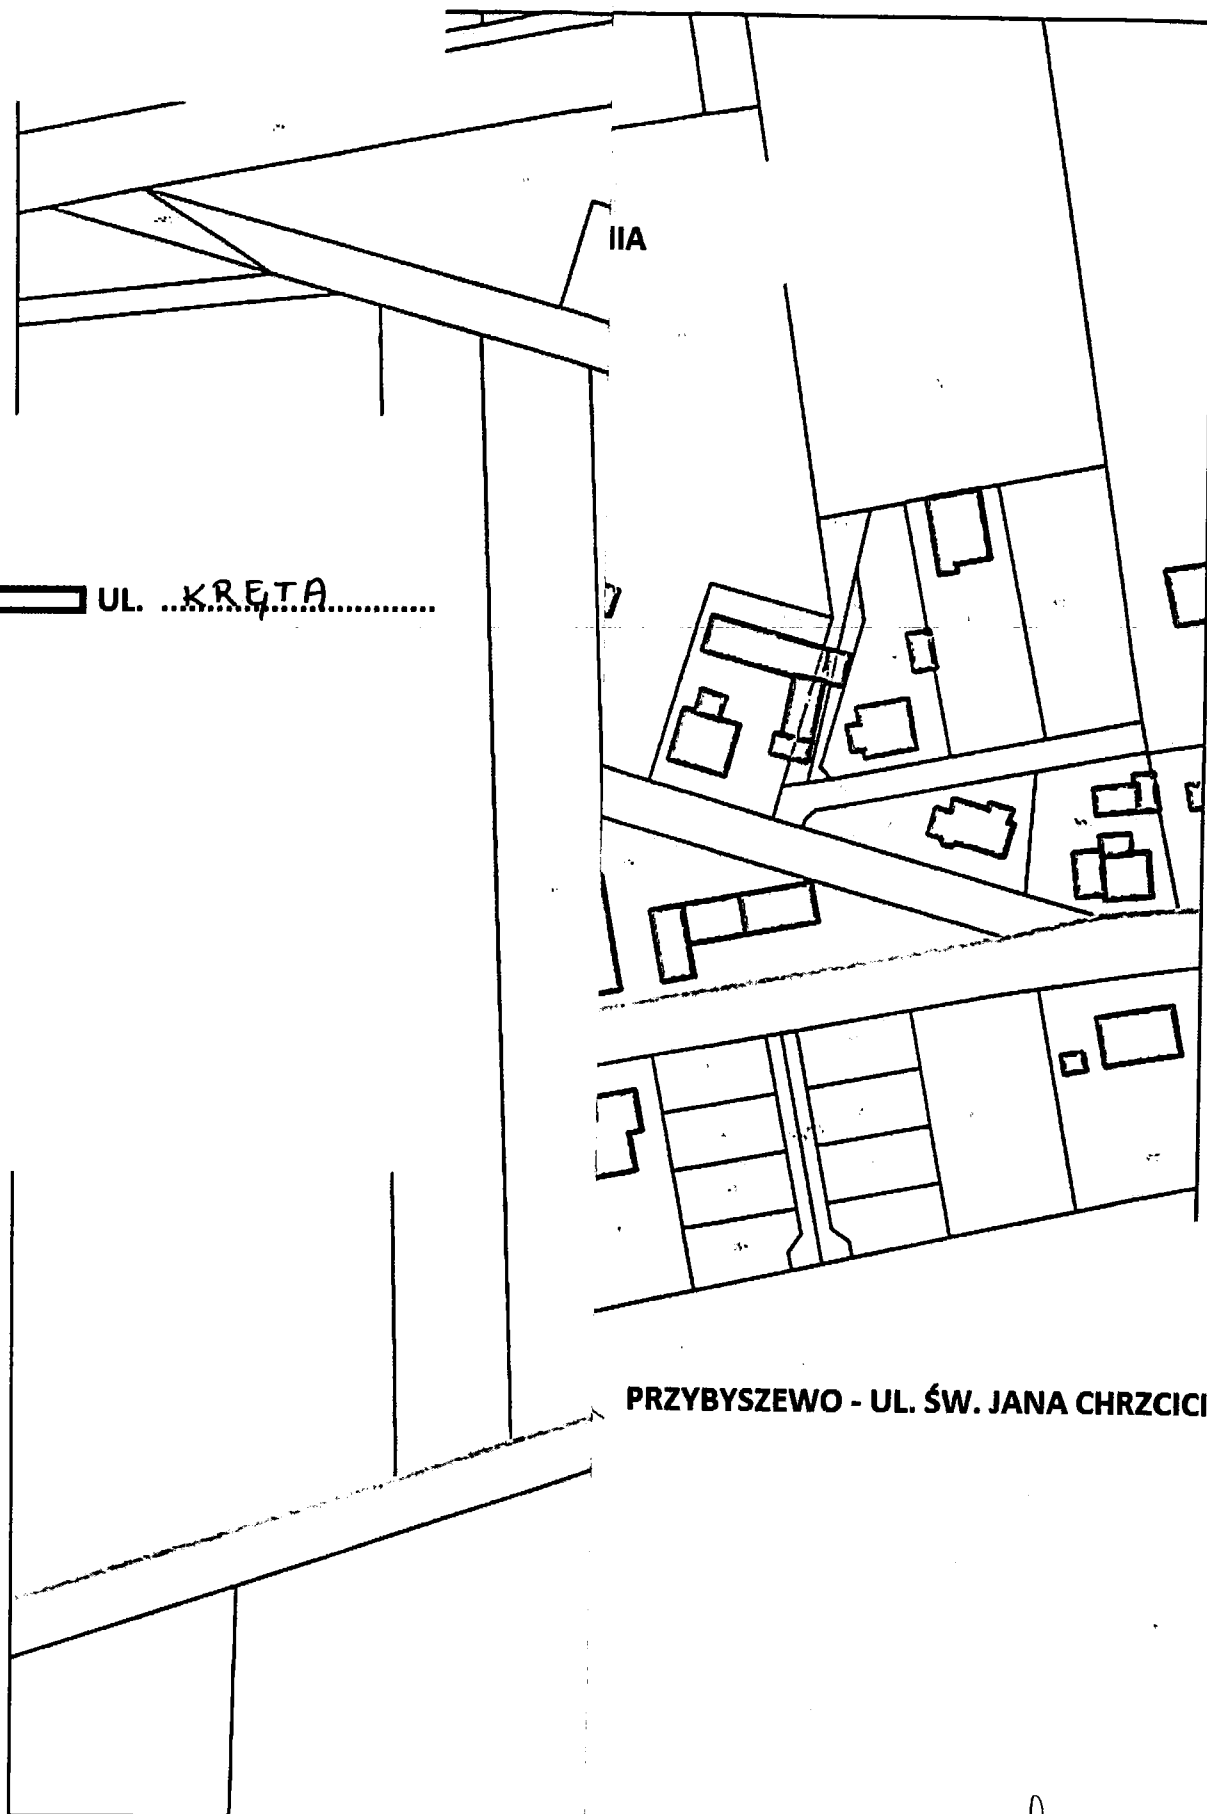 IIA
UL. KRĘTA
PRZYBYSZEWO - UL. ŚW. JANA CHRZCICI